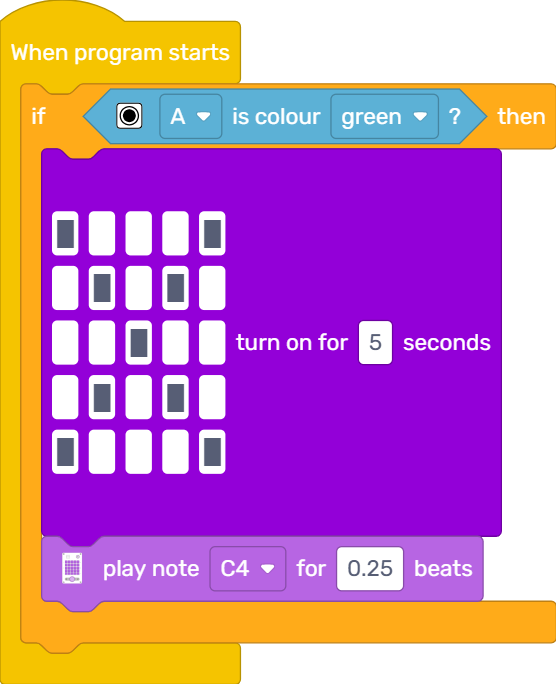 When program starts
if A is colour green ? then
turn on for 5 seconds
play note C4 for 0.25 beats